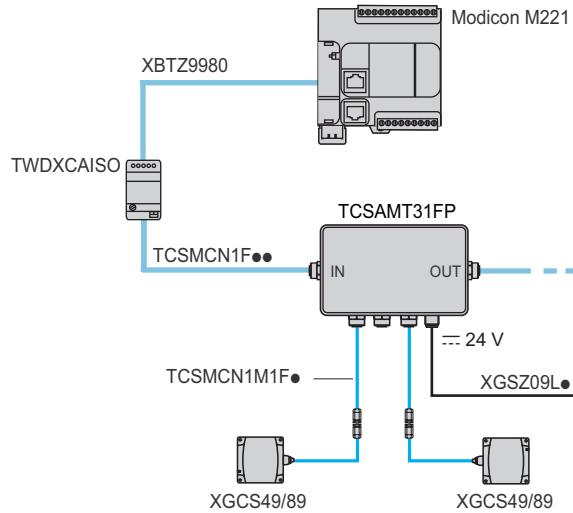 Modicon M221
XBTZ9980
TWDXCAISO
TCSAMT31FP
TCSMCN1F●●
IN
OUT
24 V
TCSMCN1M1F●
XGSZ09L●
XGCS49/89
XGCS49/89